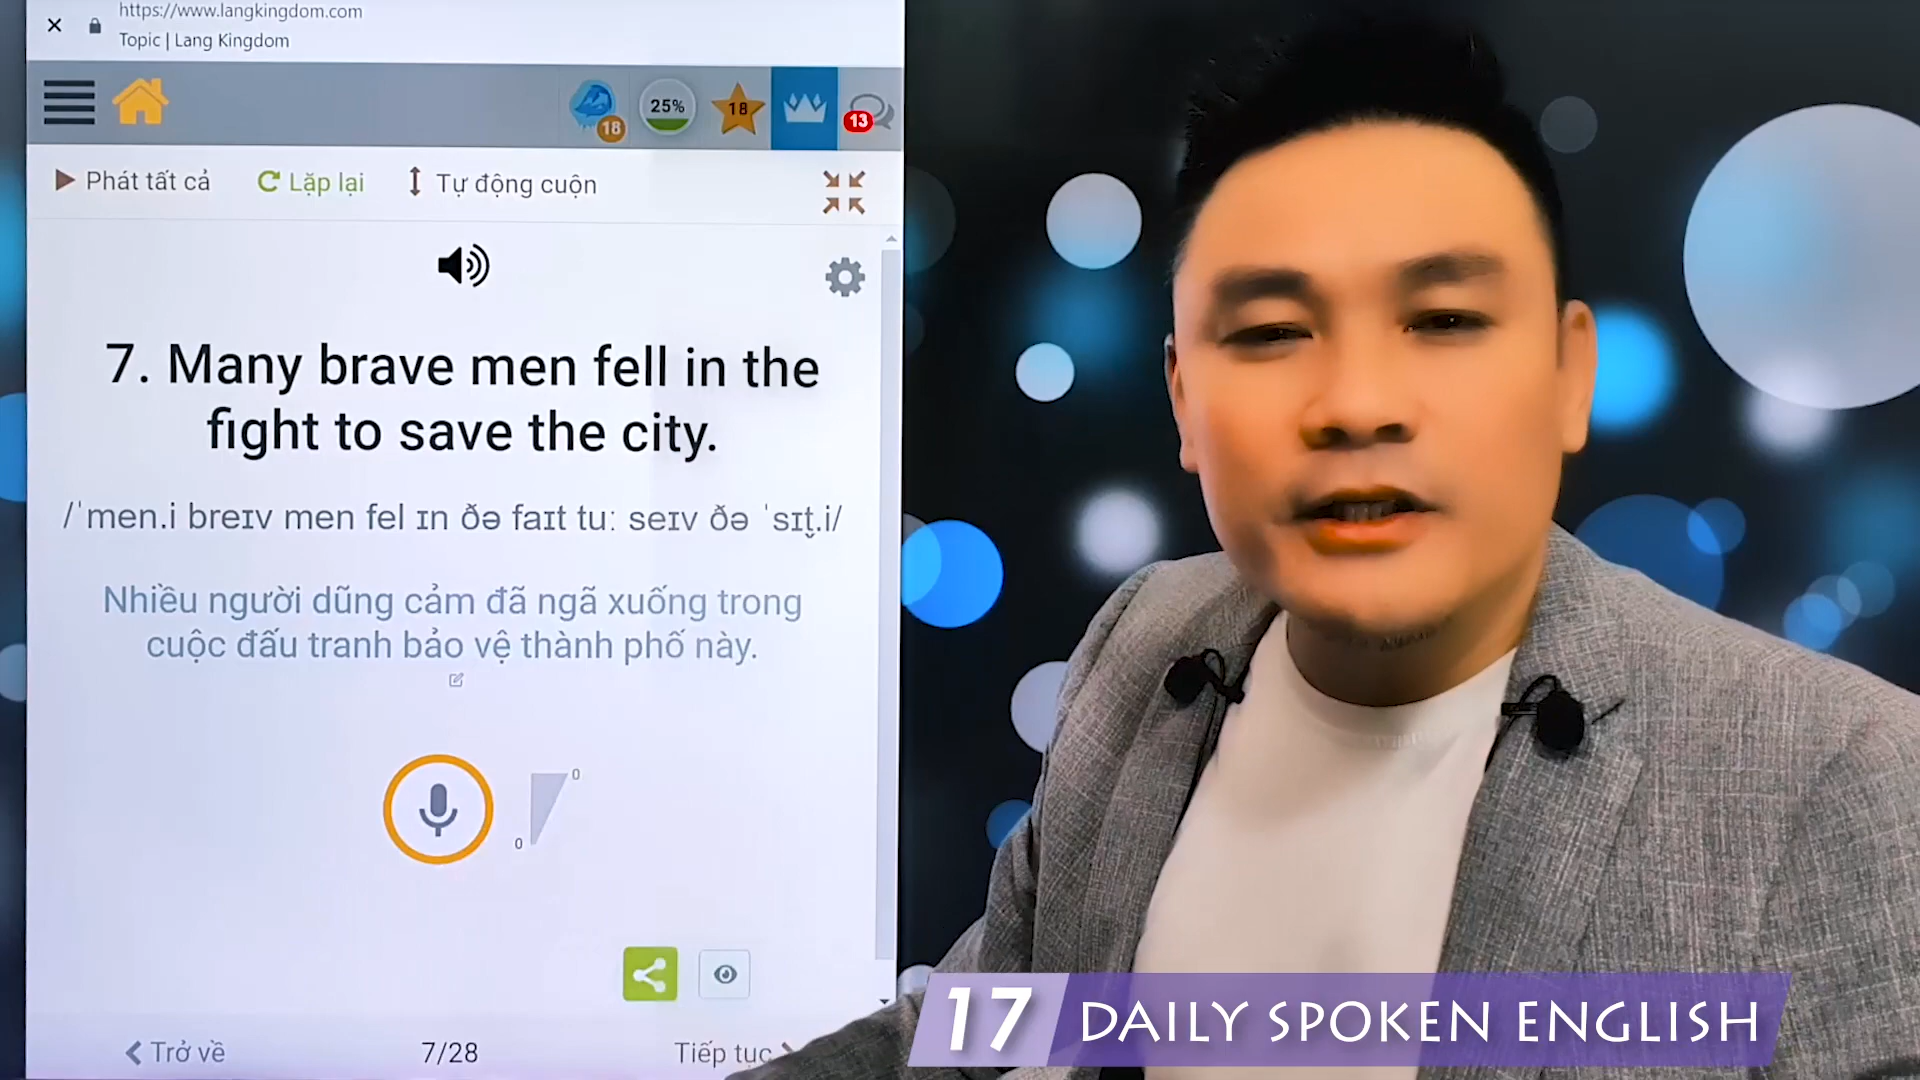 https://www.langkingdom.com
Topic | Lang Kingdom
18
25%
18
13
Phát tất cả
Lặp lại
Tự động cuộn
7. Many brave men fell in the
fight to save the city.
/ˈmen.i breɪv men fel ɪn ðə faɪt tuː seɪv ðə ˈsɪt̬.i/
Nhiều người dũng cảm đã ngã xuống trong
cuộc đấu tranh bảo vệ thành phố này.
0
0
Trở về
7/28
Tiếp tục
17 DAILY SPOKEN ENGLISH